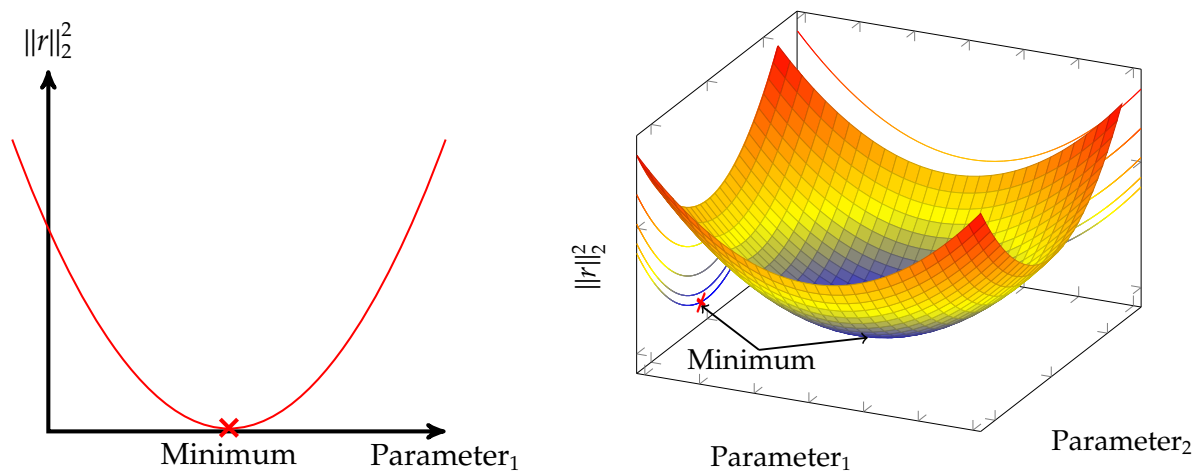 ||r||₂²
Minimum
Parameter₁
||r||₂²
Minimum
Parameter₁
Parameter₂